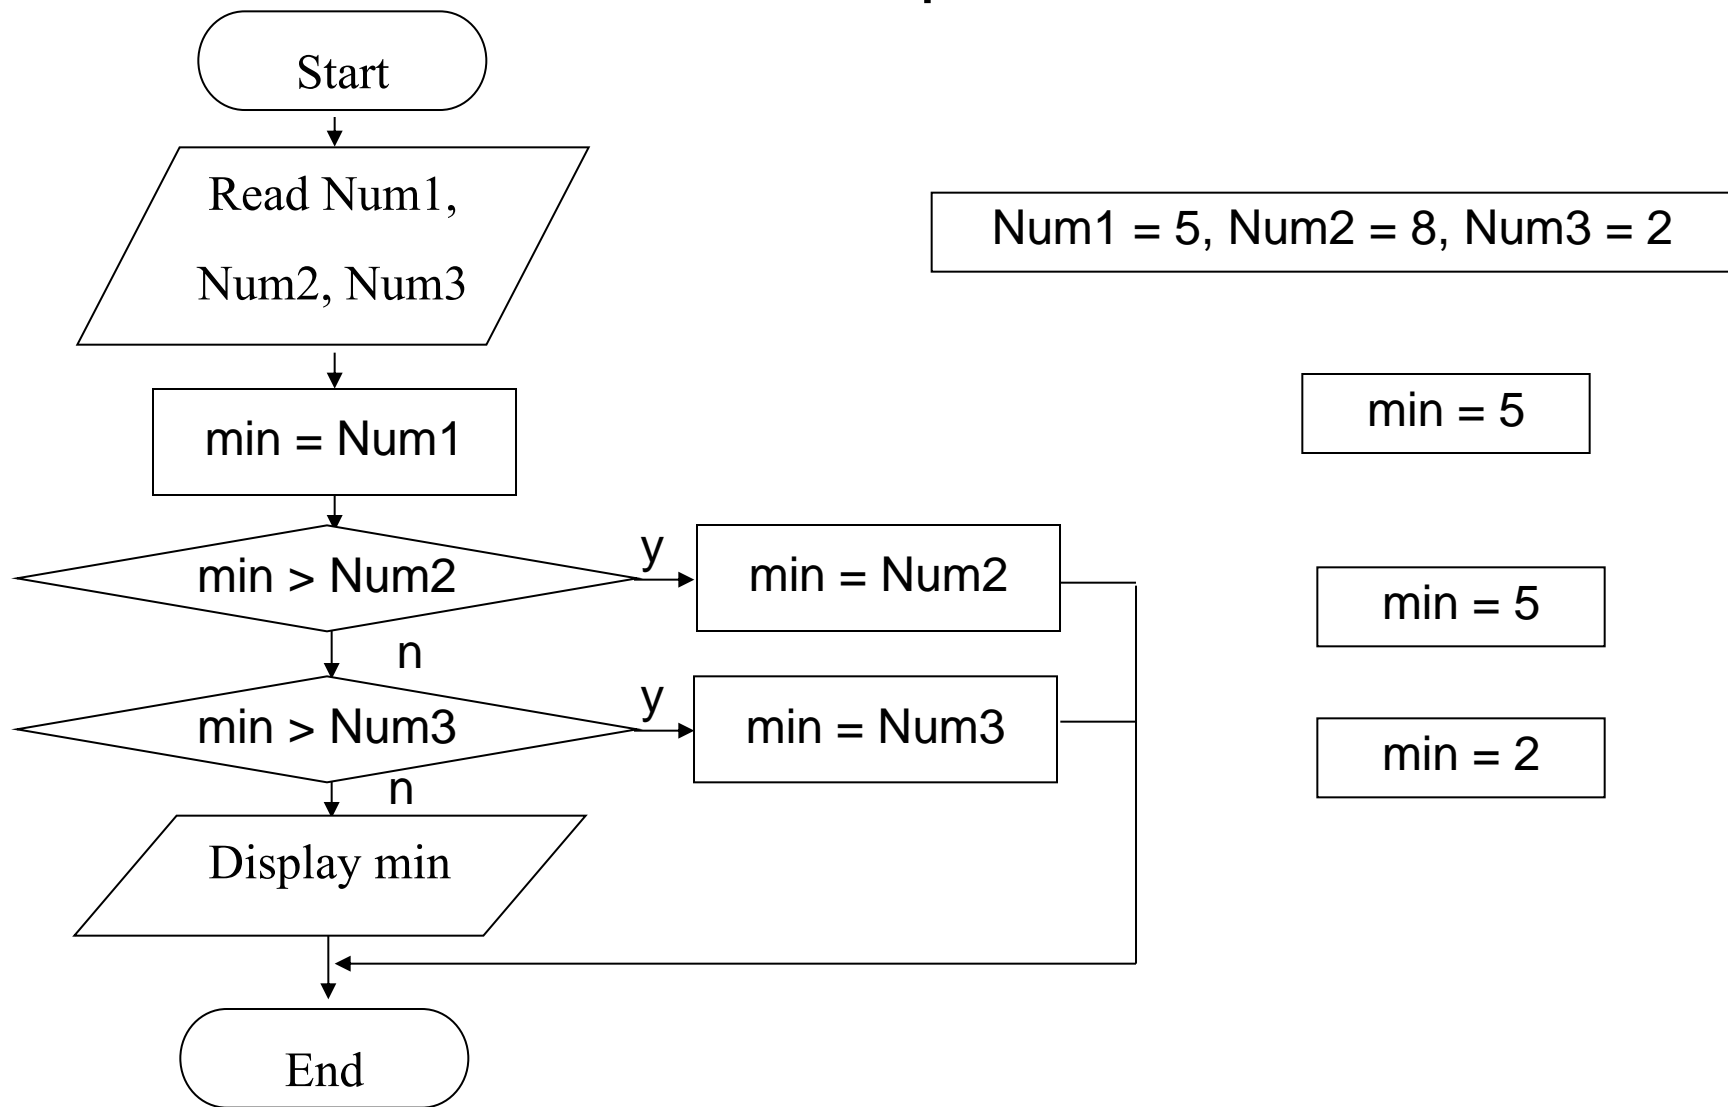 Start
Read Num1,
Num2, Num3
Num1 = 5, Num2 = 8, Num3 = 2
min = Num1
min = 5
min > Num2
y
min = Num2
min = 5
n
min > Num3
y
min = Num3
min = 2
n
Display min
End